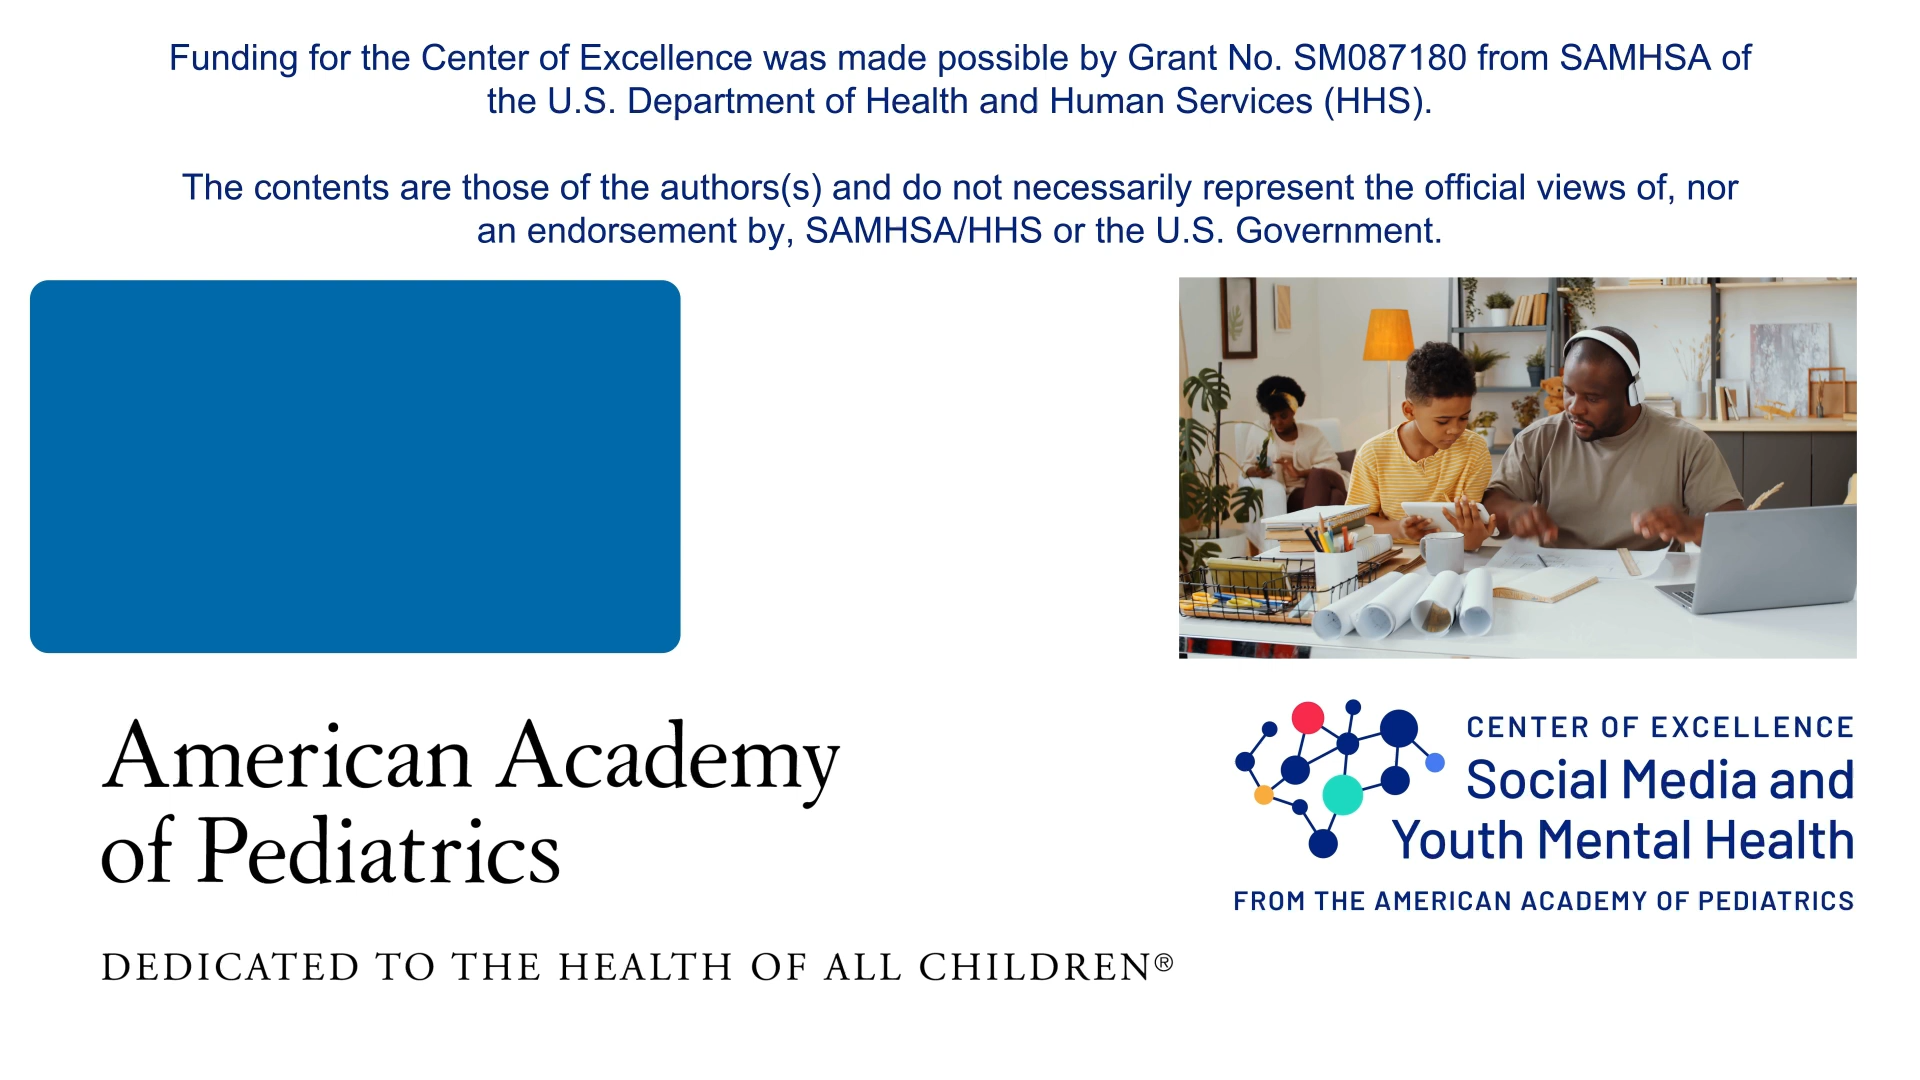 Funding for the Center of Excellence was made possible by Grant No. SM087180 from SAMHSA of
the U.S. Department of Health and Human Services (HHS).
The contents are those of the authors(s) and do not necessarily represent the official views of, nor
an endorsement by, SAMHSA/HHS or the U.S. Government.
American Academy
of Pediatrics
DEDICATED TO THE HEALTH OF ALL CHILDREN®
CENTER OF EXCELLENCE
Social Media and
Youth Mental Health
FROM THE AMERICAN ACADEMY OF PEDIATRICS